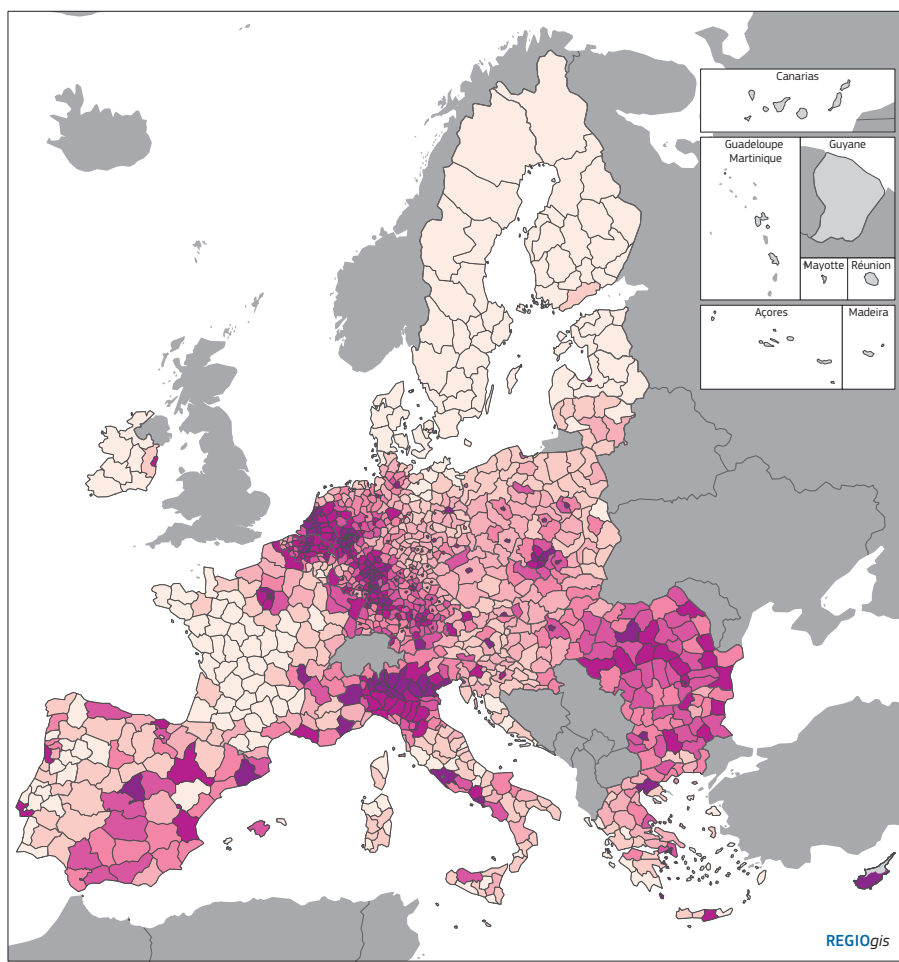 Canarias
Guadeloupe
Martinique
Guyane
Mayotte
Réunion
Açores
Madeira
REGIOgis